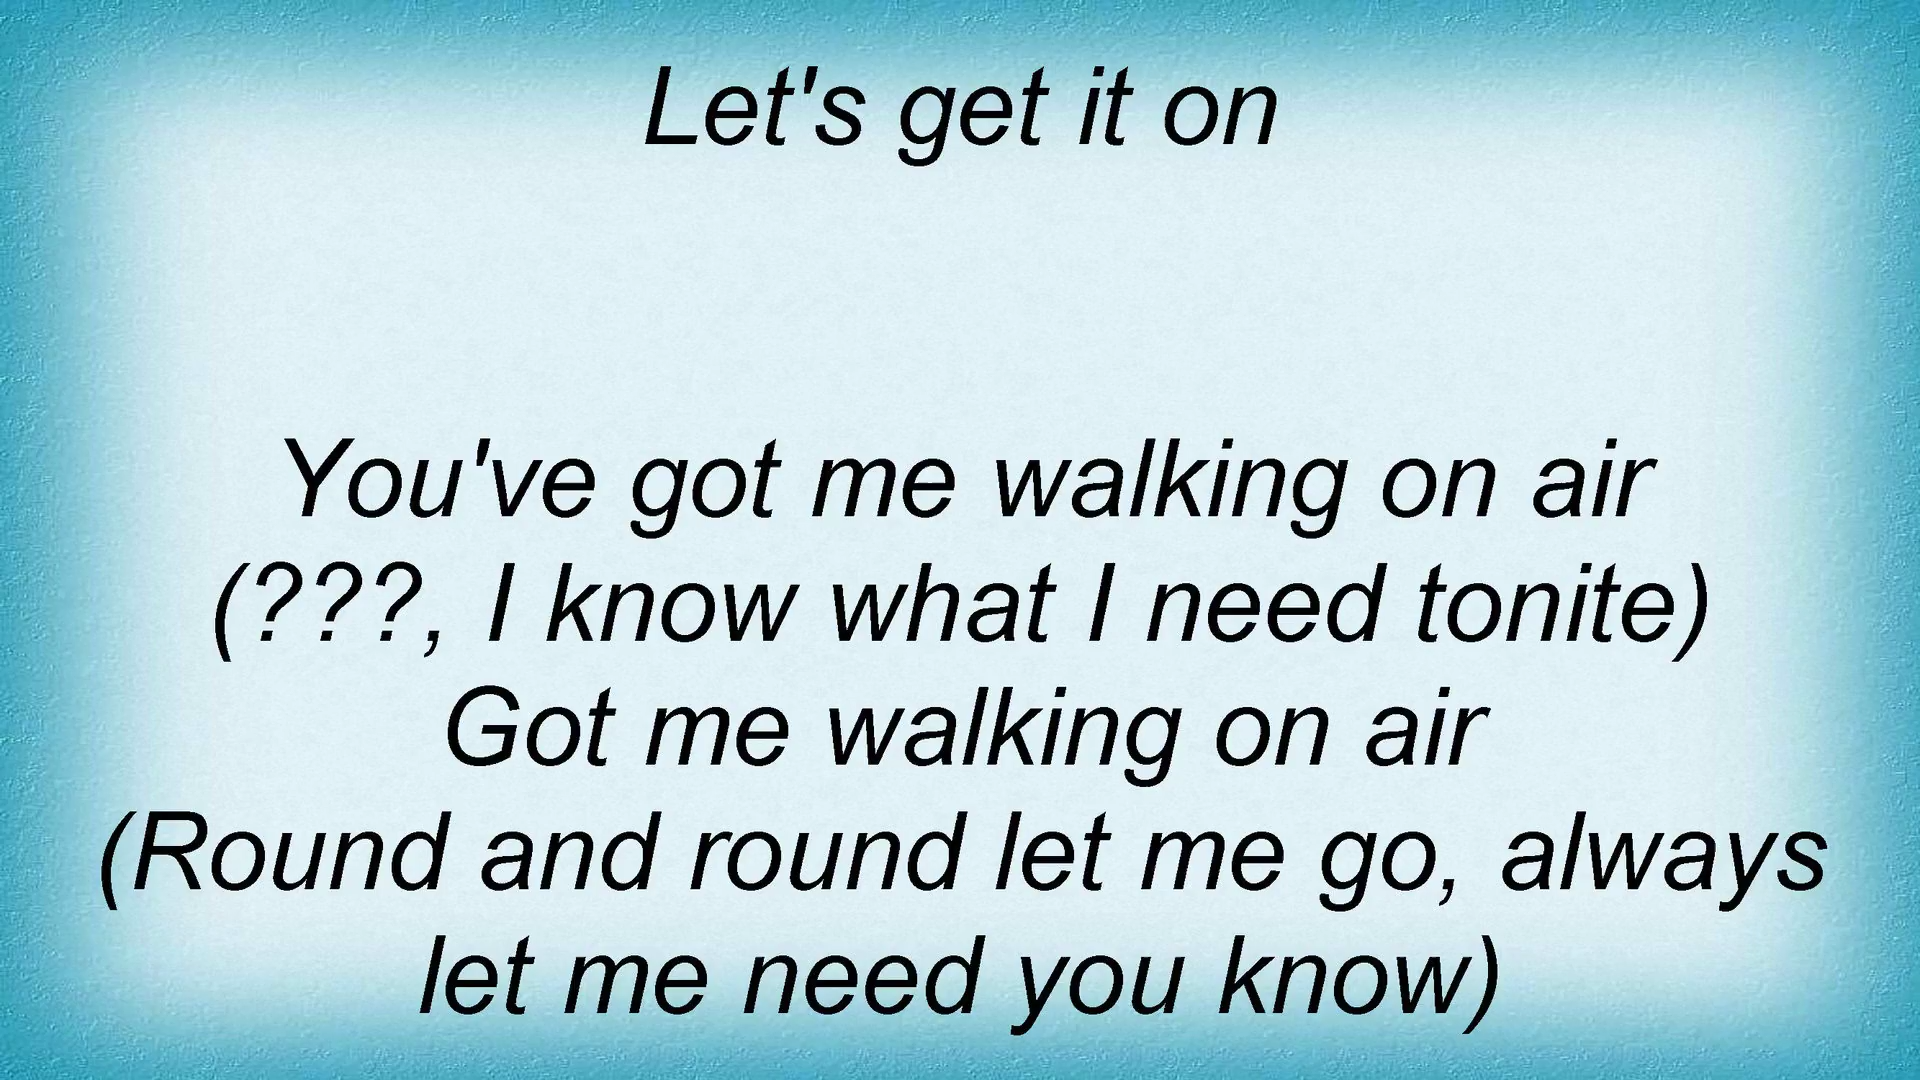 Let's get it on
You've got me walking on air
(???, I know what I need tonite)
Got me walking on air
(Round and round let me go, always
let me need you know)